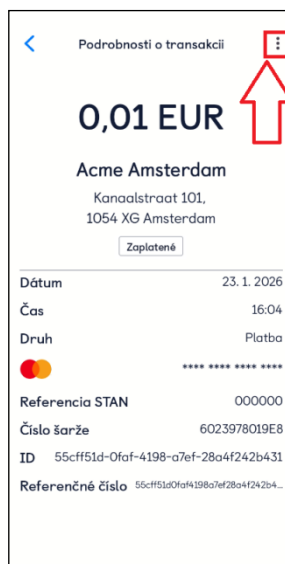 Podrobnosti o transakcii
0,01 EUR
Acme Amsterdam
Kanaalstraat 101,
1054 XG Amsterdam
Zaplatené
Dátum 23. 1. 2026
Čas 16:04
Druh Platba
**** **** **** ****
Referencia STAN 000000
Číslo šarže 6023978019E8
ID 55cff51d-0faf-4198-a7ef-28a4f242b431
Referenčné číslo 55cff51d0faf4198a7ef28a4f242b4...